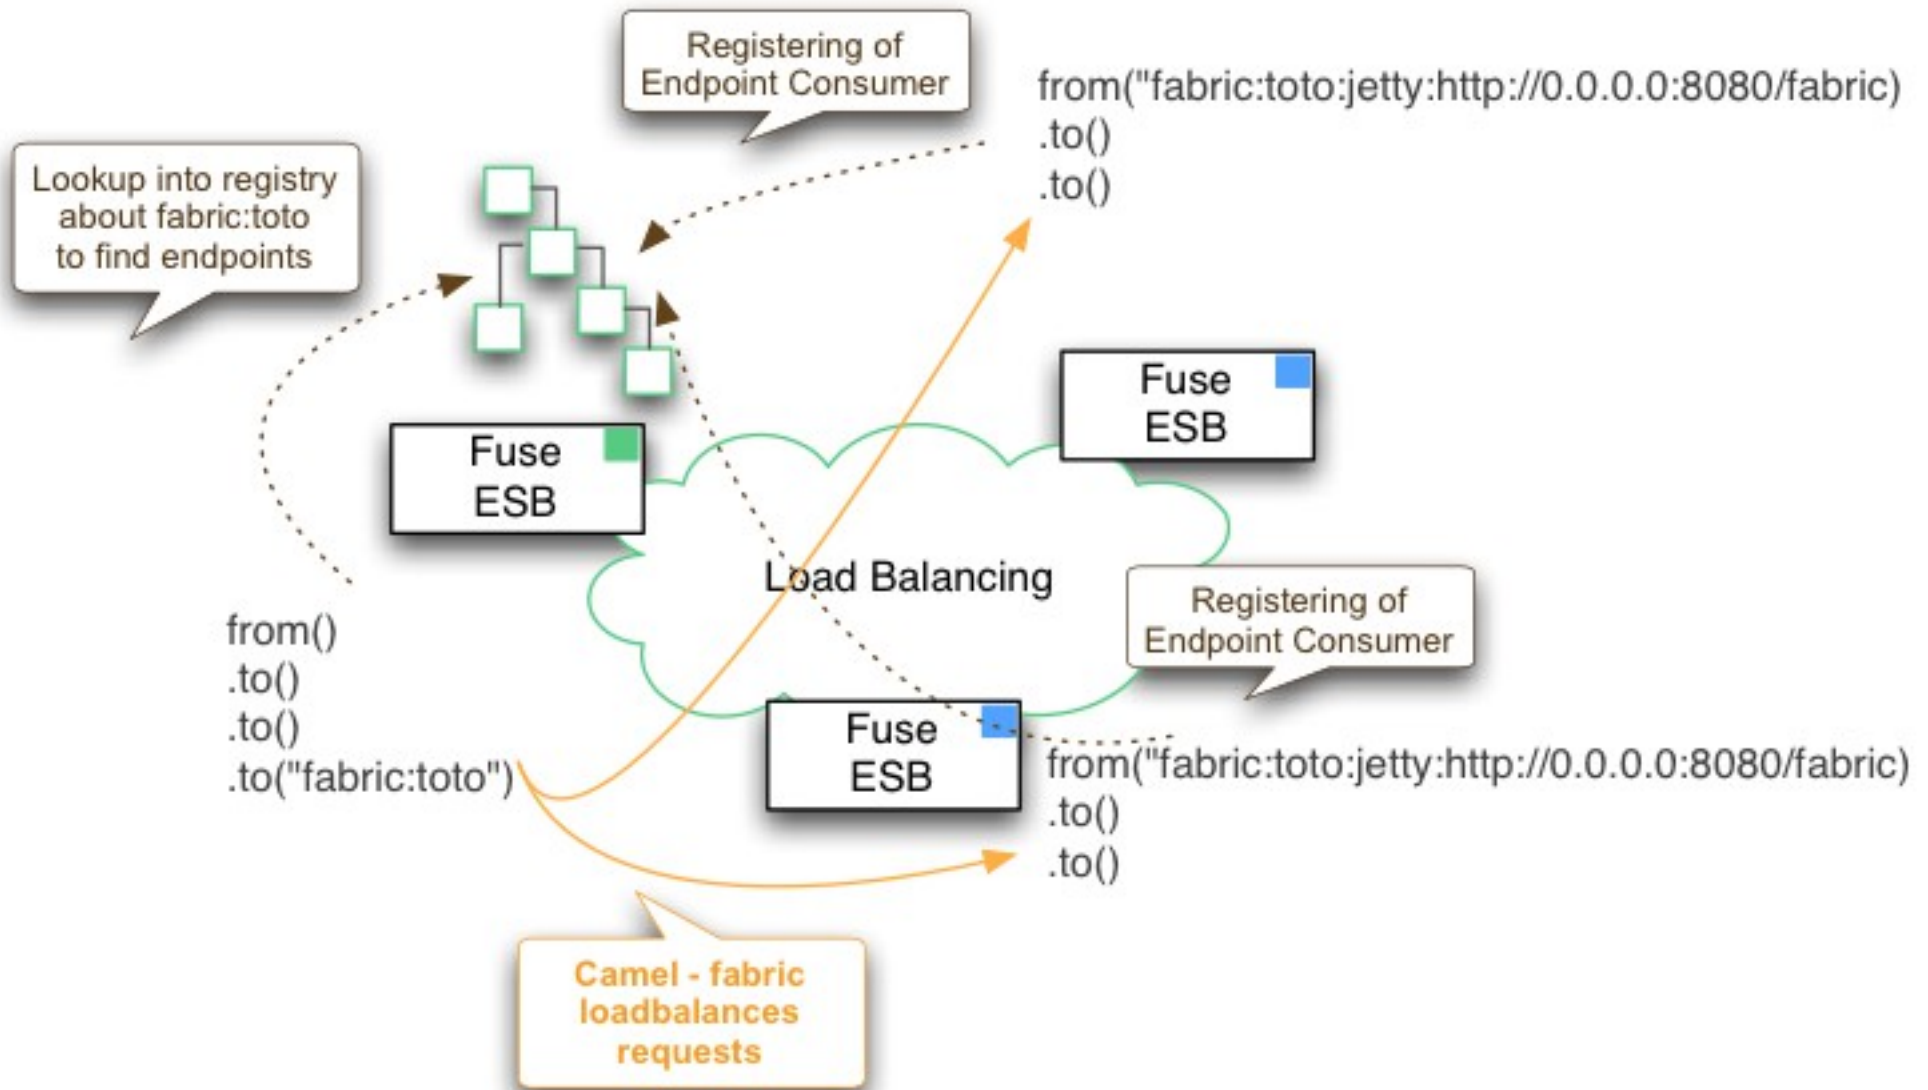 Registering of
Endpoint Consumer
from("fabric:toto:jetty:http://0.0.0.0:8080/fabric)
.to()
.to()
Lookup into registry
about fabric:toto
to find endpoints
Fuse
ESB
Fuse
ESB
Load Balancing
Registering of
Endpoint Consumer
from()
.to()
.to()
.to("fabric:toto")
Fuse
ESB
from("fabric:toto:jetty:http://0.0.0.0:8080/fabric)
.to()
.to()
Camel - fabric
loadbalances
requests